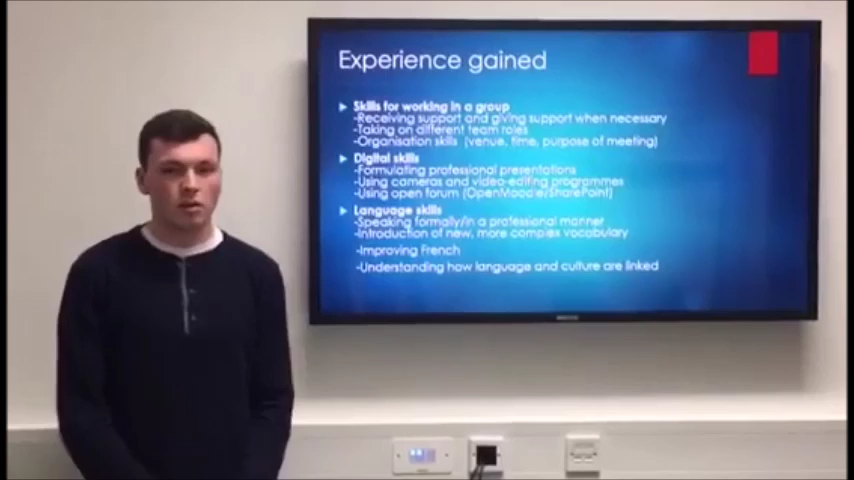 Experience gained
Skills for working in a group
-Receiving support and giving support when necessary
-Taking on different team roles
-Organisation skills (venue, time, purpose of meeting)
Digital skills
-Formulating professional presentations
-Using cameras and video-editing programmes
-Using open forum (OpenMoodle/SharePoint)
Language skills
-Speaking formally/in a professional manner
-Introduction of new, more complex vocabulary
-Improving French
-Understanding how language and culture are linked